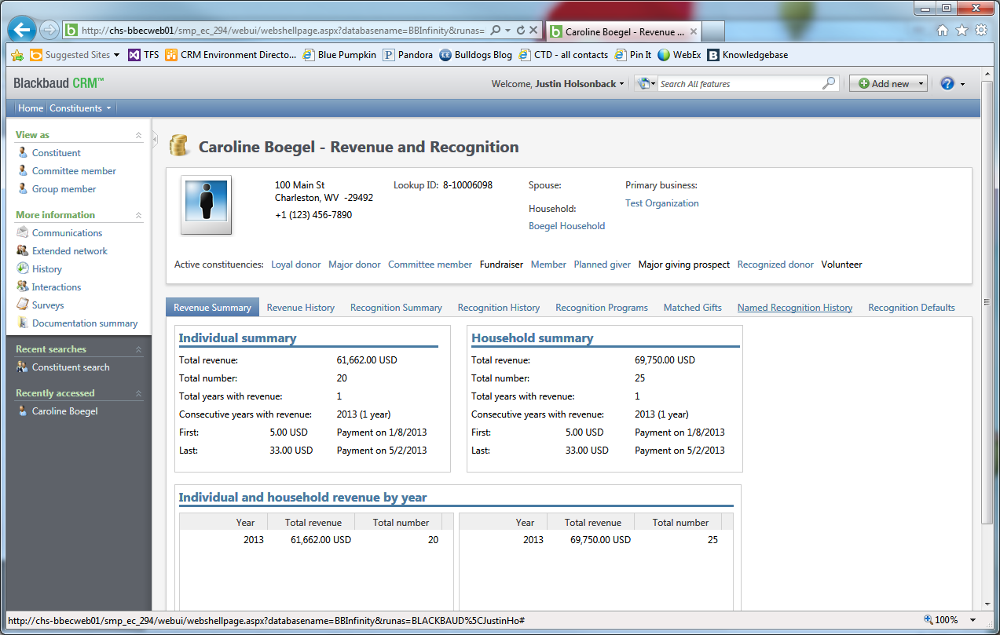 http://chs-bbecweb01/smp_ec_294/webui/webshellpage.aspx?databasename=BBInfinity&runas=
Caroline Boegel - Revenue ...
Suggested Sites
TFS
CRM Environment Directo...
Blue Pumpkin
Pandora
Bulldogs Blog
CTD - all contacts
Pin It
WebEx
Knowledgebase
Blackbaud CRM™
Welcome, Justin Holsonback
Search All features
Add new
Home
Constituents
View as
Constituent
Committee member
Group member
More information
Communications
Extended network
History
Interactions
Surveys
Documentation summary
Recent searches
Constituent search
Recently accessed
Caroline Boegel
Caroline Boegel - Revenue and Recognition
100 Main St
Charleston, WV -29492
+1 (123) 456-7890
Lookup ID: 8-10006098
Spouse:
Household:
Boegel Household
Primary business:
Test Organization
Active constituencies: Loyal donor Major donor Committee member Fundraiser Member Planned giver Major giving prospect Recognized donor Volunteer
Revenue Summary Revenue History Recognition Summary Recognition History Recognition Programs Matched Gifts Named Recognition History Recognition Defaults
Individual summary
Total revenue: 61,662.00 USD
Total number: 20
Total years with revenue: 1
Consecutive years with revenue: 2013 (1 year)
First: 5.00 USD Payment on 1/8/2013
Last: 33.00 USD Payment on 5/2/2013
Household summary
Total revenue: 69,750.00 USD
Total number: 25
Total years with revenue: 1
Consecutive years with revenue: 2013 (1 year)
First: 5.00 USD Payment on 1/8/2013
Last: 33.00 USD Payment on 5/2/2013
Individual and household revenue by year
Year Total revenue Total number
2013 61,662.00 USD 20
Year Total revenue Total number
2013 69,750.00 USD 25
http://chs-bbecweb01/smp_ec_294/webui/webshellpage.aspx?databasename=BBInfinity&runas=BLACKBAUD%5CJustinHo#
100%